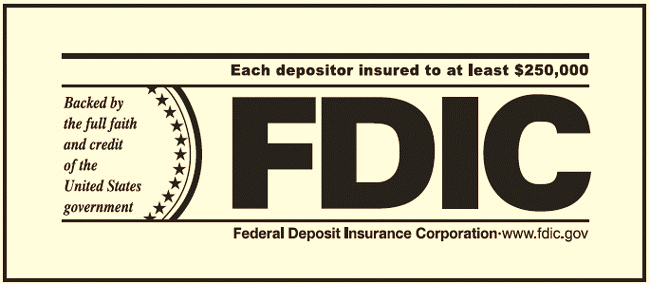 Each depositor insured to at least $250,000
Backed by
the full faith
and credit
of the
United States
government
FDIC
Federal Deposit Insurance Corporation·www.fdic.gov